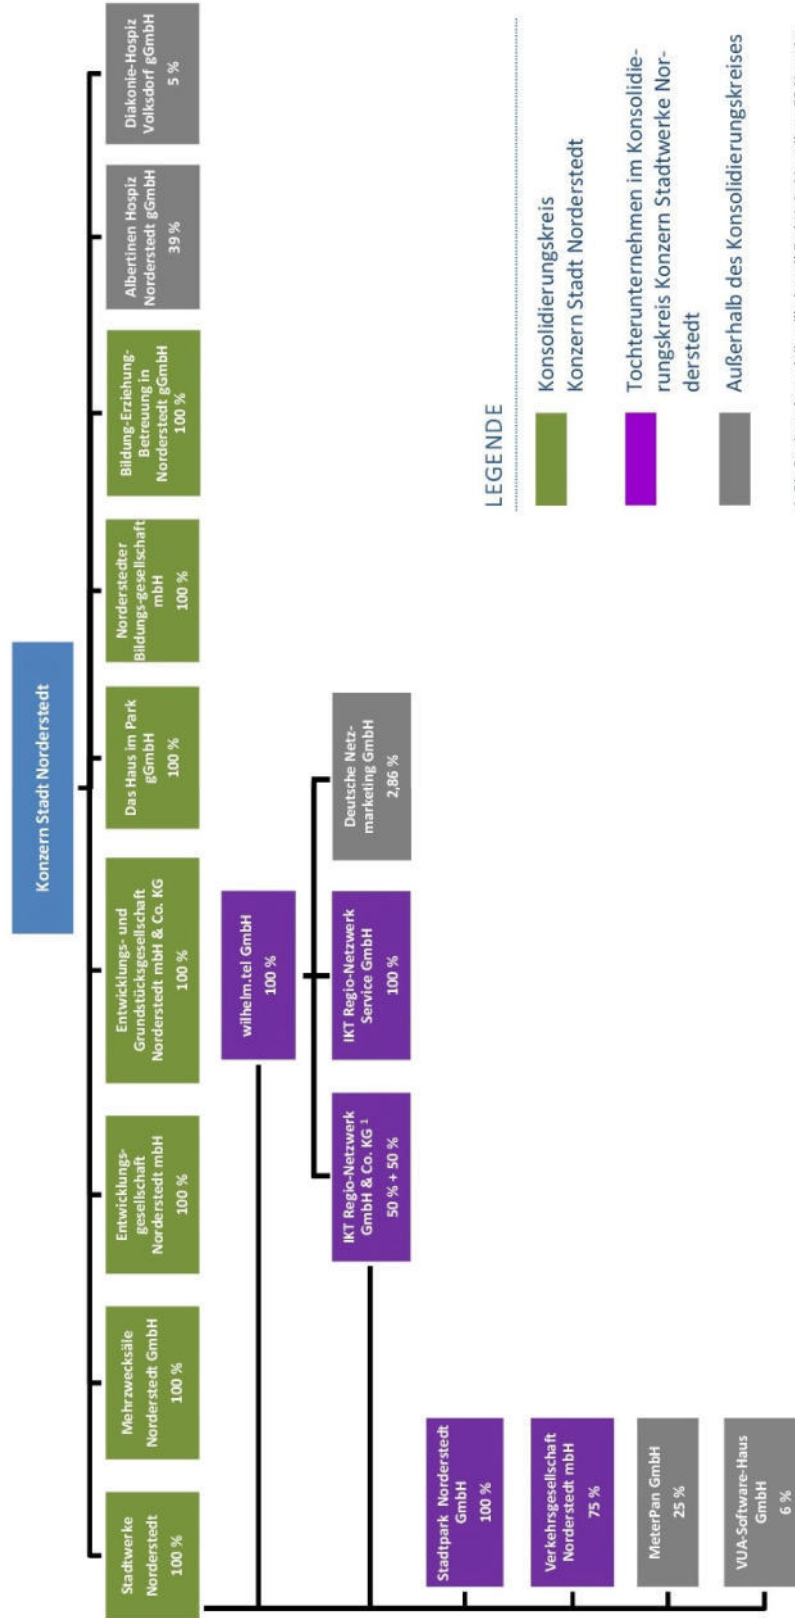 Konzern Stadt Norderstedt
Stadtwerke
Norderstedt
100 %
Mehrzwecksäle
Norderstedt GmbH
100 %
Entwicklungs-
gesellschaft
Norderstedt mbH
100 %
Entwicklungs- und
Grundstücksgesellschaft
Norderstedt mbH & Co. KG
100 %
Das Haus im Park
gGmbH
100 %
Norderstedter
Bildungs-gesellschaft
mbH
100 %
Bildung-Erziehung-
Betreuung in
Norderstedt gGmbH
100 %
Albertinen Hospiz
Norderstedt gGmbH
39 %
Diakonie-Hospiz
Volksdorf gGmbH
5 %
wilhelm.tel GmbH
100 %
IKT Regio-Netzwerk
GmbH & Co. KG ¹
50 % + 50 %
IKT Regio-Netzwerk
Service GmbH
100 %
Deutsche Netz-
marketing GmbH
2,86 %
Stadtpark Norderstedt
GmbH
100 %
Verkehrsgesellschaft
Norderstedt mbH
75 %
MeterPan GmbH
25 %
VUA-Software-Haus
GmbH
6 %
LEGENDE
Konsolidierungskreis
Konzern Stadt Norderstedt
Tochterunternehmen im Konsolidie-
rungskreis Konzern Stadtwerke Nor-
derstedt
Außerhalb des Konsolidierungskreises